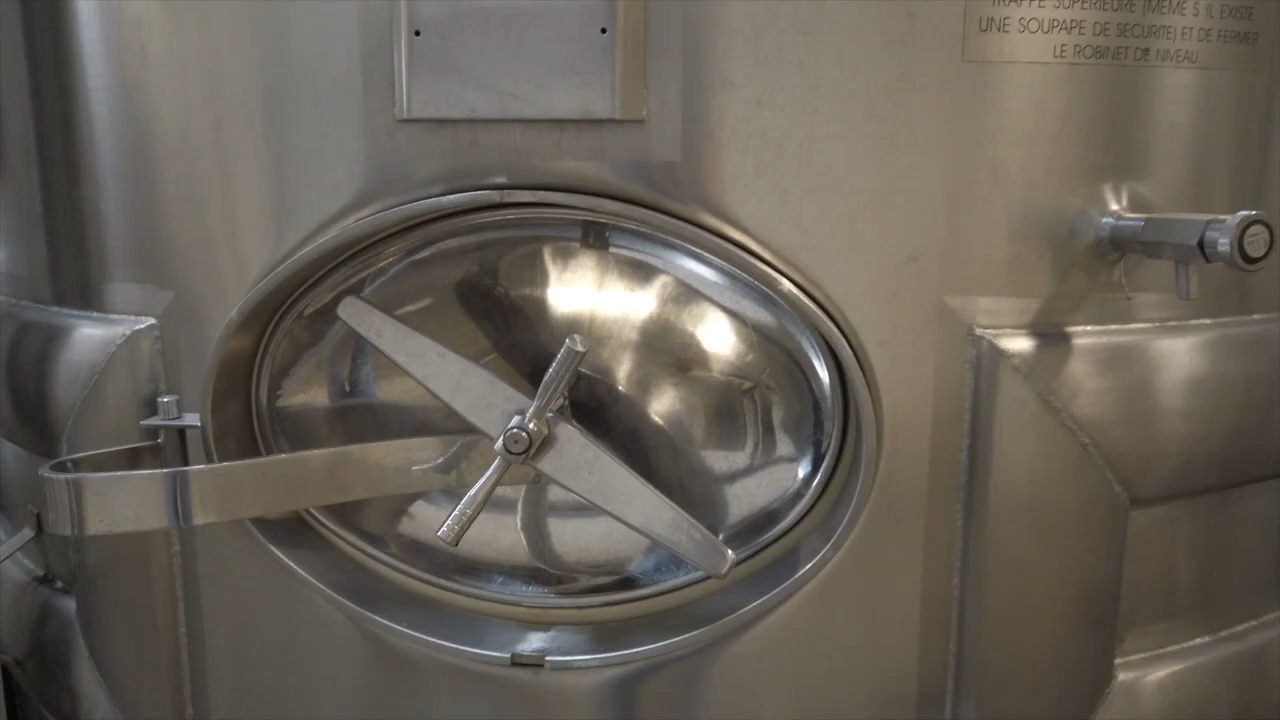 TRAPPE SUPERIEURE (MEME S'IL EXISTE
UNE SOUPAPE DE SECURITE) ET DE FERMER
LE ROBINET DE NIVEAU.